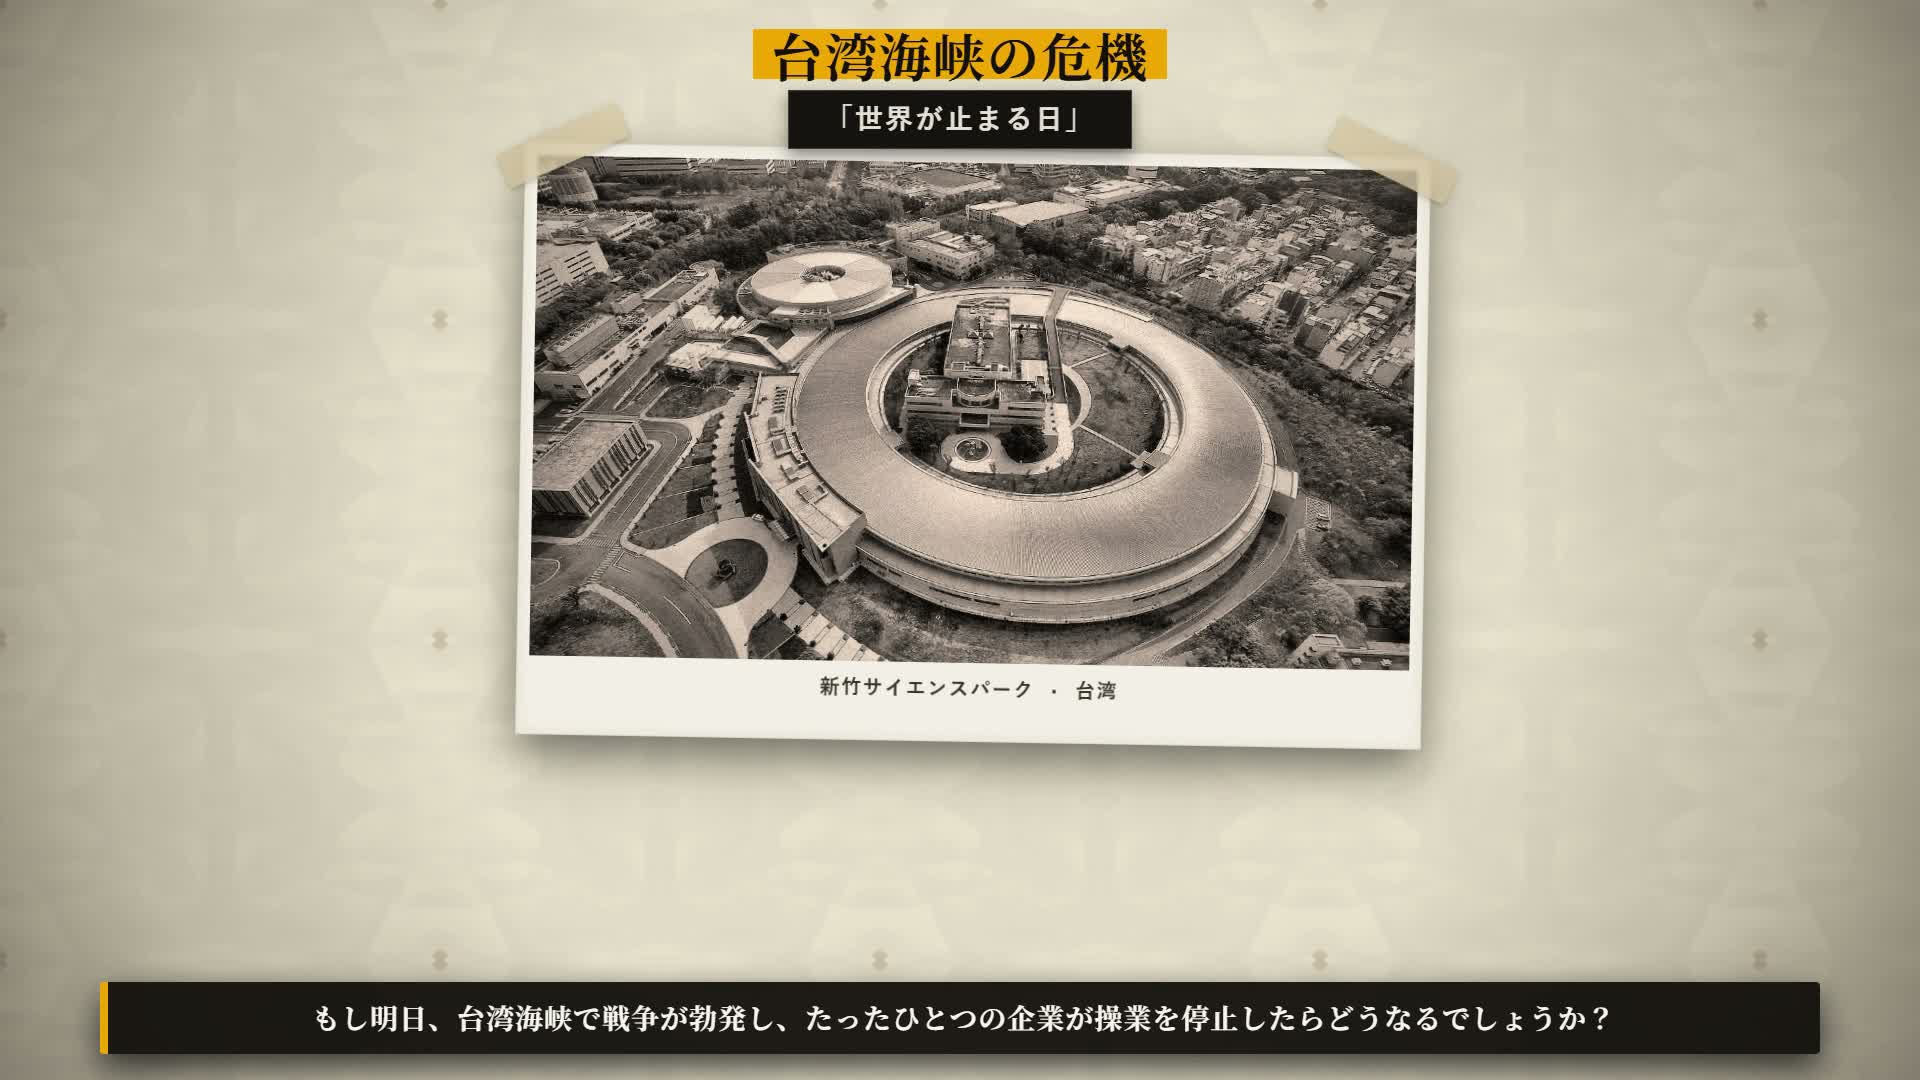 台湾海峡の危機
「世界が止まる日」
新竹サイエンスパーク ・ 台湾
もし明日、台湾海峡で戦争が勃発し、たったひとつの企業が操業を停止したらどうなるでしょうか？